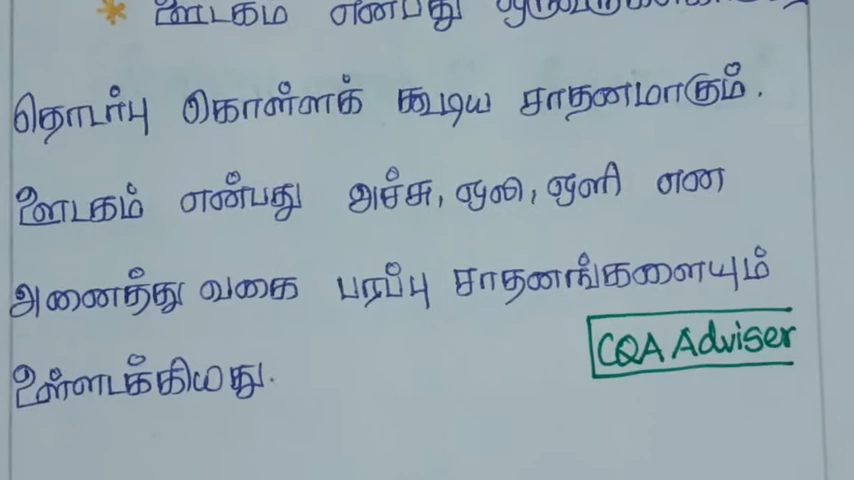 * ஊடகம் என்பது
தொடர்பு கொள்ளக் கூடிய சாதனமாகும்.
ஊடகம் என்பது அச்சு, ஒலி, ஒளி என
அனைத்து வகை பரப்பு சாதனங்களையும்
உள்ளடக்கியது.
CQA Adviser